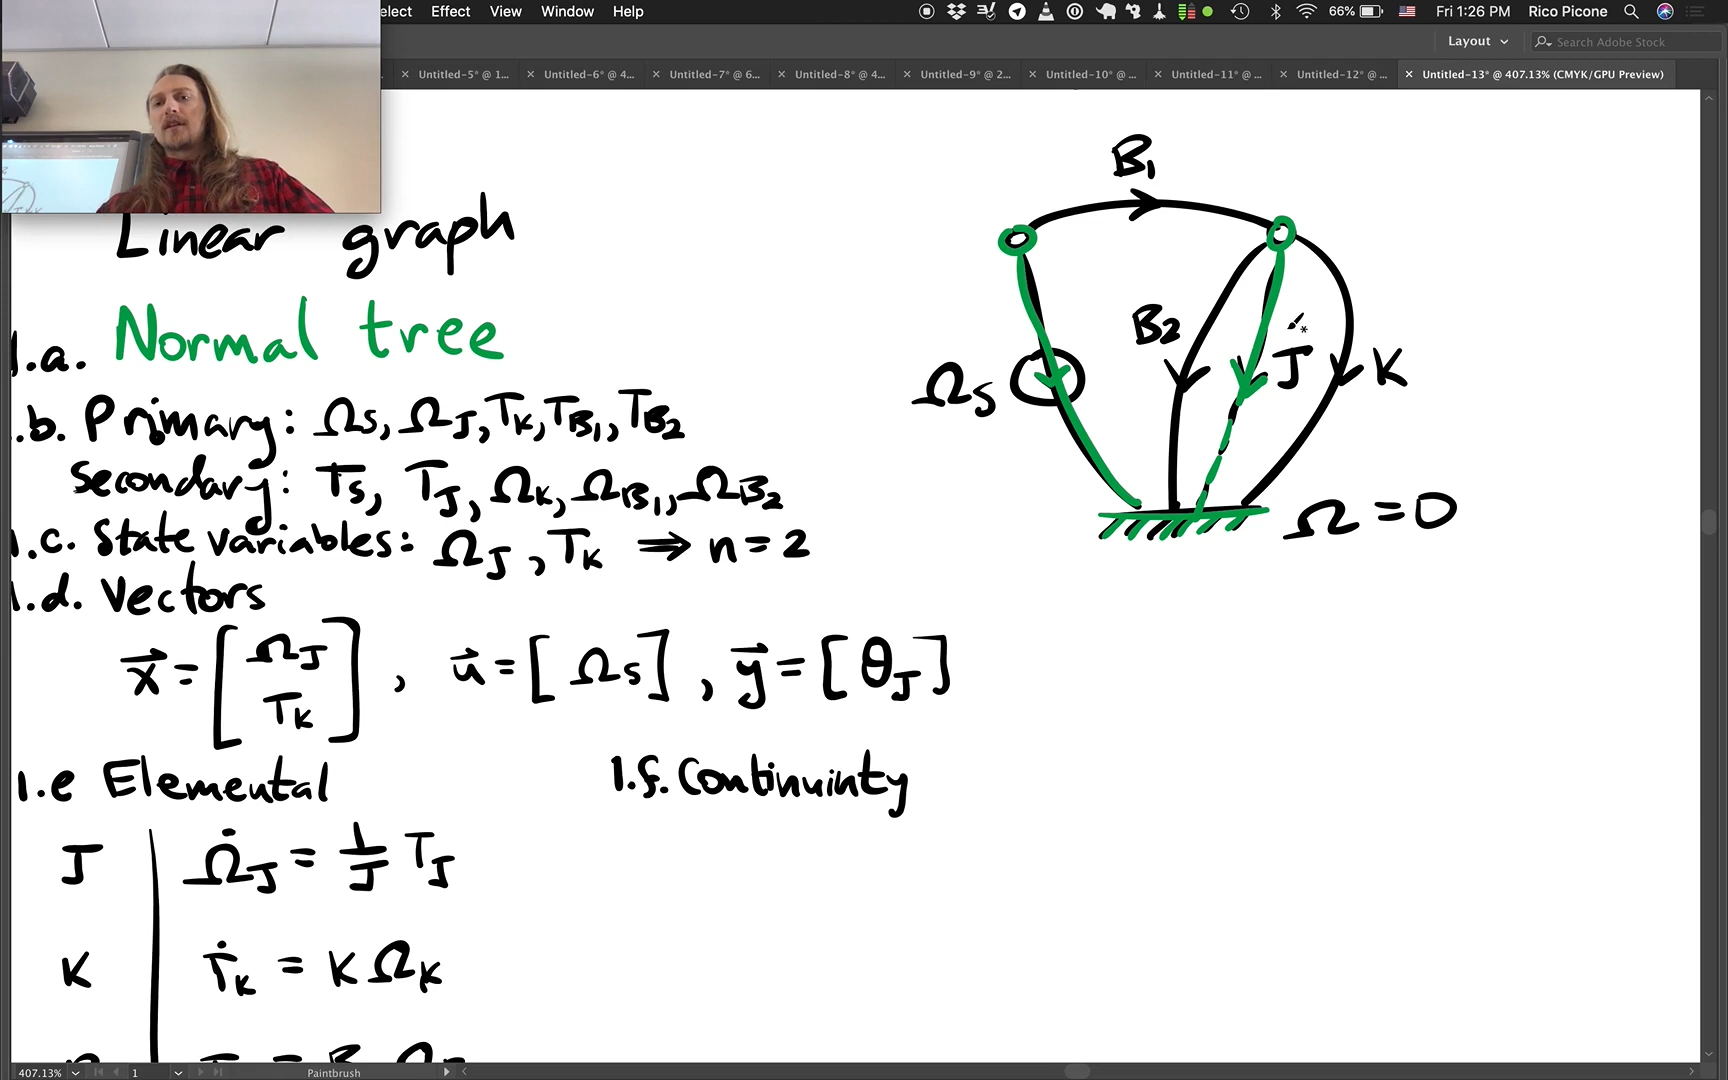 elect Effect View Window Help 66% Fri 1:26 PM Rico Picone
Layout Search Adobe Stock
Untitled-5* @ 1... Untitled-6* @ 4... Untitled-7* @ 6... Untitled-8* @ 4... Untitled-9* @ 2... Untitled-10* @ ... Untitled-11* @ ... Untitled-12* @ ... Untitled-13* @ 407.13% (CMYK/GPU Preview)
B₁
Linear graph
1.a. Normal tree
B₂
J
K
Ωs
.b. Primary: Ωs, ΩJ, TK, TB₁, TB₂
Secondary: Ts, TJ, ΩK, ΩB₁, ΩB₂
Ω = 0
1.c. State variables: ΩJ, TK ⇒ n = 2
1.d. Vectors
x⃗ = [ΩJ TK], u⃗ = [Ωs], y⃗ = [θJ]
1.e Elemental
1.f. Continuinty
J Ω̇J = 1/J TJ
K ṪK = K ΩK
407.13% 1 Paintbrush